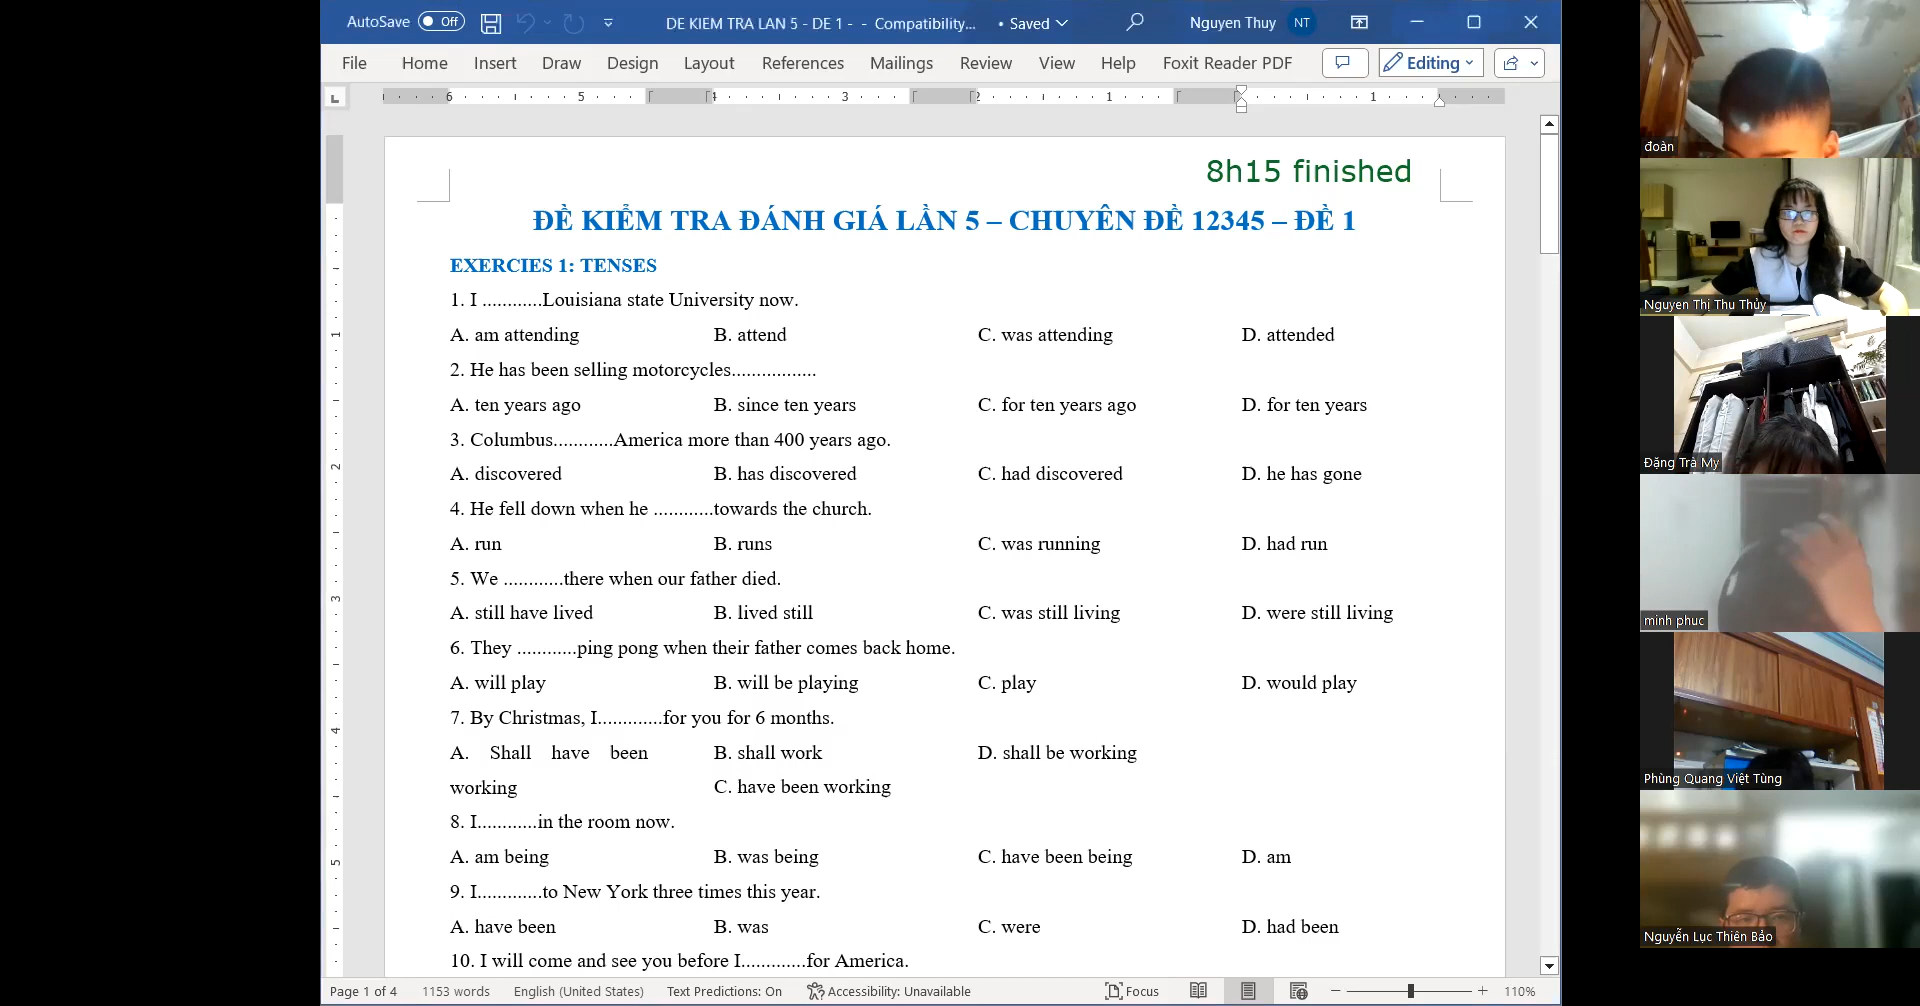 AutoSave Off DE KIEM TRA LAN 5 - DE 1 - - Compatibility... • Saved Nguyen Thuy NT
File Home Insert Draw Design Layout References Mailings Review View Help Foxit Reader PDF Editing
6 5 4 3 2 1 1
8h15 finished
ĐỀ KIỂM TRA ĐÁNH GIÁ LẦN 5 – CHUYÊN ĐỀ 12345 – ĐỀ 1
EXERCIES 1: TENSES
1. I ............Louisiana state University now.
A. am attending B. attend C. was attending D. attended
2. He has been selling motorcycles.................
A. ten years ago B. since ten years C. for ten years ago D. for ten years
3. Columbus............America more than 400 years ago.
A. discovered B. has discovered C. had discovered D. he has gone
4. He fell down when he ............towards the church.
A. run B. runs C. was running D. had run
5. We ............there when our father died.
A. still have lived B. lived still C. was still living D. were still living
6. They ............ping pong when their father comes back home.
A. will play B. will be playing C. play D. would play
7. By Christmas, I.............for you for 6 months.
A. Shall have been B. shall work D. shall be working
working C. have been working
8. I............in the room now.
A. am being B. was being C. have been being D. am
9. I.............to New York three times this year.
A. have been B. was C. were D. had been
10. I will come and see you before I.............for America.
1
2
3
4
5
Page 1 of 4 1153 words English (United States) Text Predictions: On Accessibility: Unavailable Focus 110%
đoàn
Nguyen Thị Thu Thủy
Đặng Trà My
minh phuc
Phùng Quang Việt Tùng
Nguyễn Lục Thiên Bảo